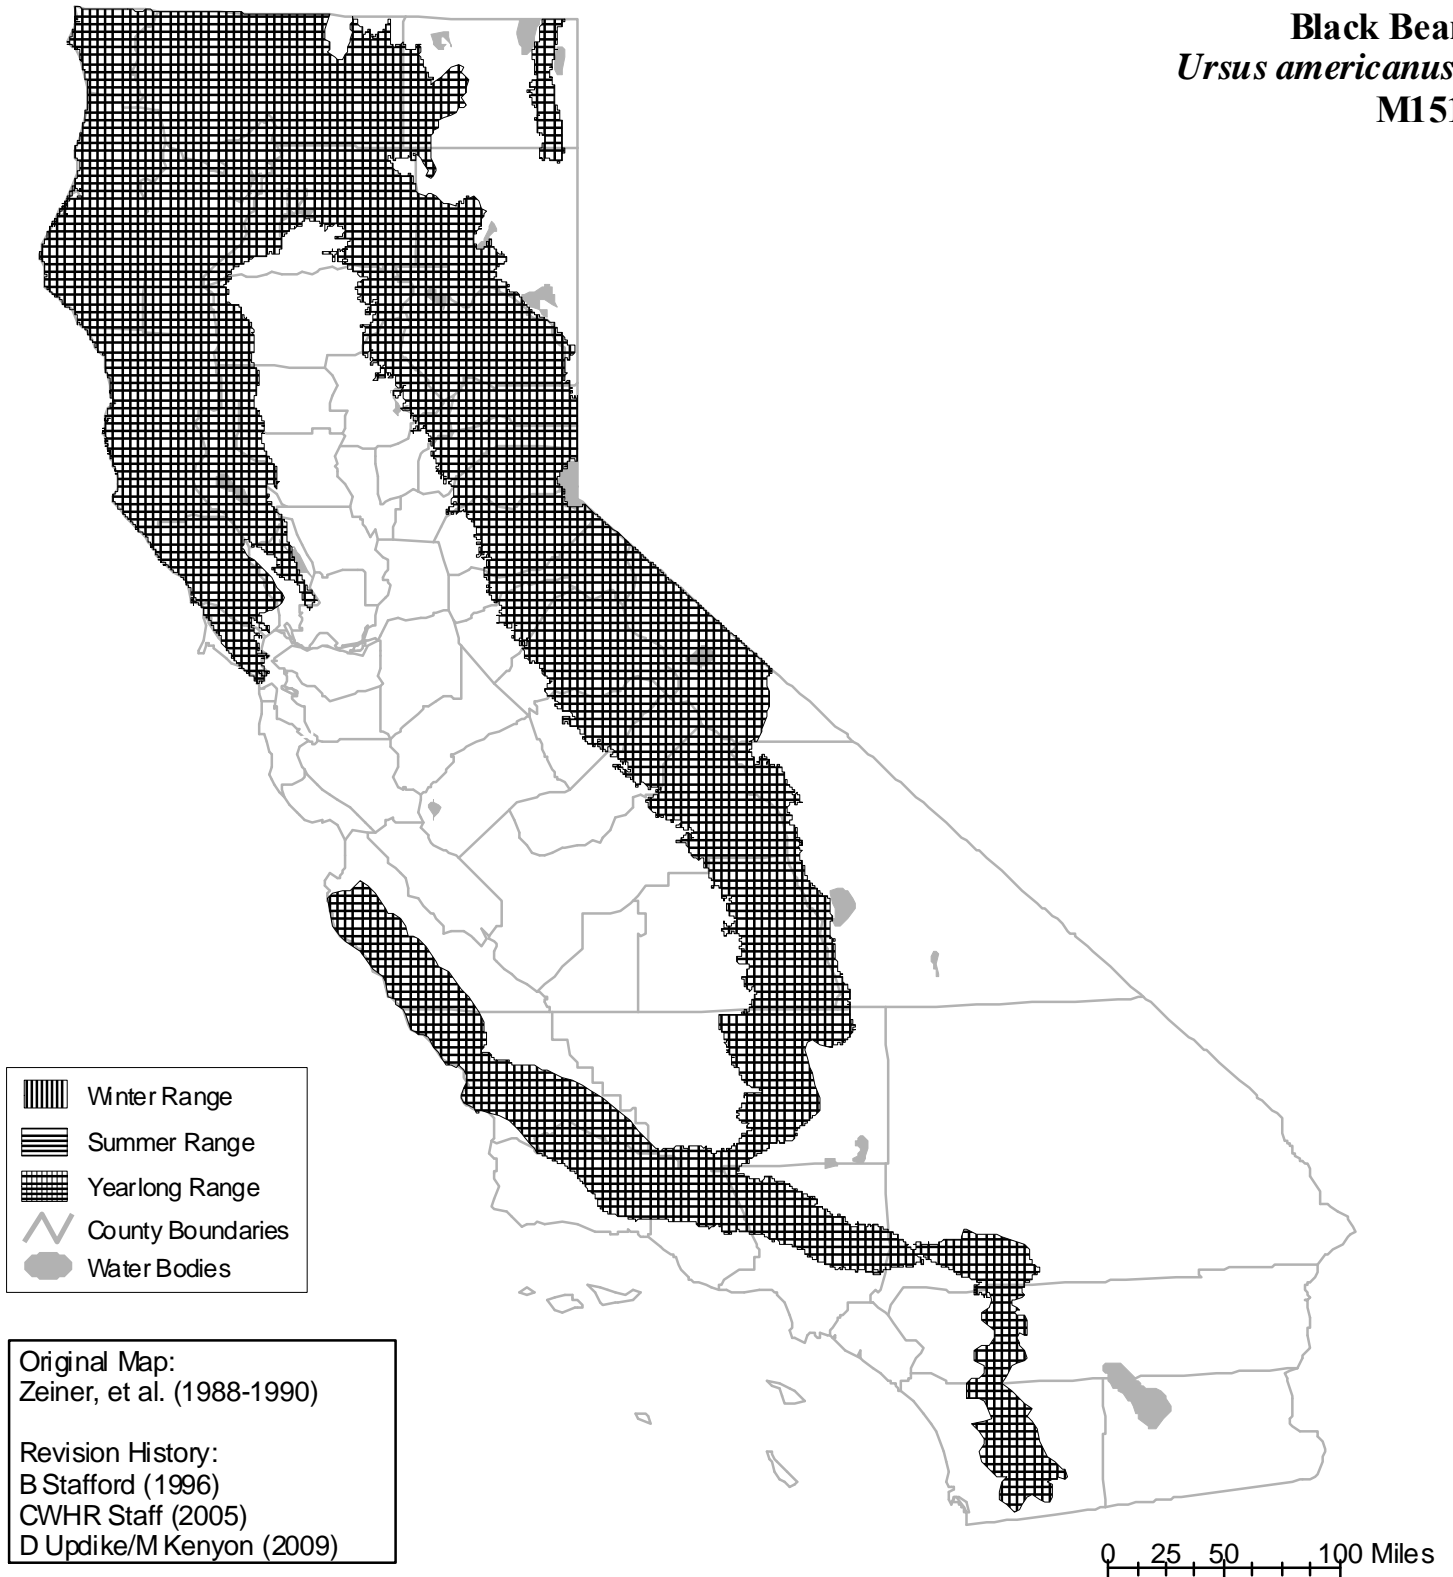 Black Bear
Ursus americanus
M151
Winter Range
Summer Range
Yearlong Range
County Boundaries
Water Bodies
Original Map:
Zeiner, et al. (1988-1990)
Revision History:
B Stafford (1996)
CWHR Staff (2005)
D Updike/M Kenyon (2009)
0 25 50 100 Miles